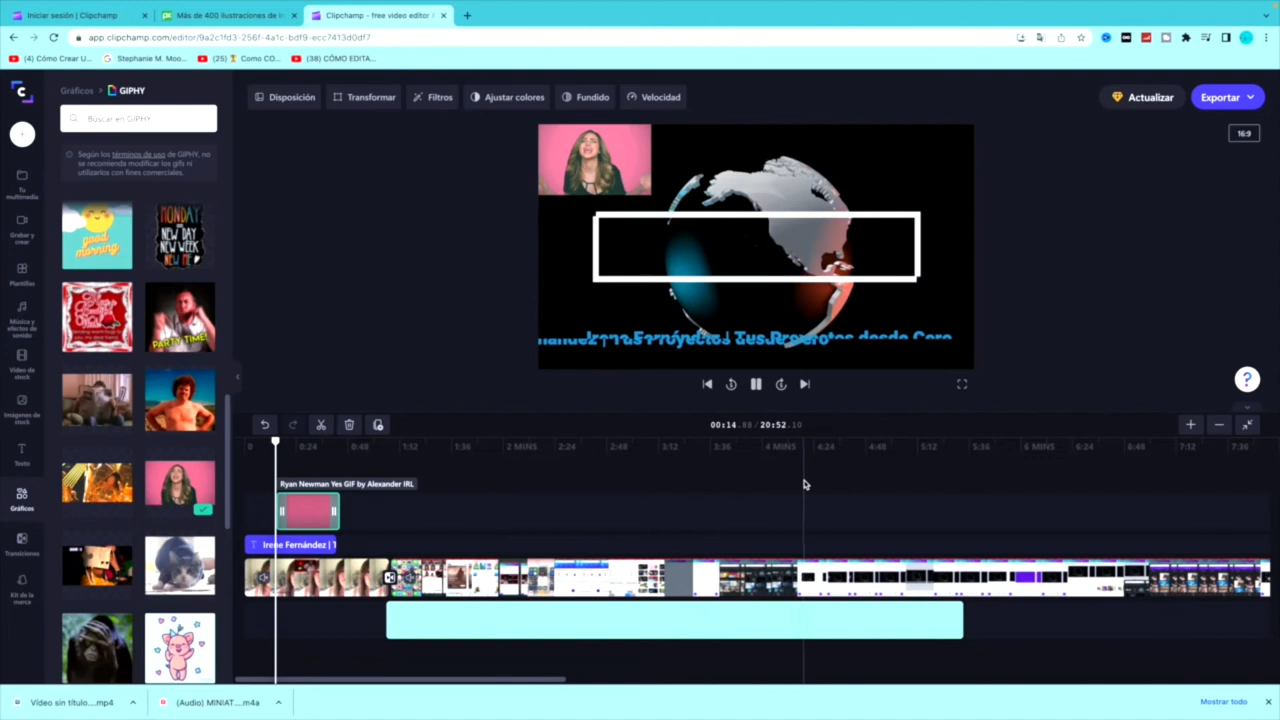 Iniciar sesión | Clipchamp
Más de 400 ilustraciones de In
Clipchamp - free video editor
app.clipchamp.com/editor/9a2c1fd3-256f-4a1c-bdf9-ecc7413d0df7
(4) Cómo Crear U...
Stephanie M. Moo...
(25) Como CO...
(38) CÓMO EDITA...
Gráficos > GIPHY
Disposición
Transformar
Filtros
Ajustar colores
Fundido
Velocidad
Actualizar
Exportar
Buscar en GIPHY
16:9
Según los términos de uso de GIPHY, no
se recomienda modificar los gifs ni
utilizarlos con fines comerciales.
Tu
multimedia
Grabar y
crear
Plantillas
Música y
efectos de
sonido
Vídeo de
stock
Imágenes de
stock
Texto
Gráficos
Transiciones
Kit de la
marca
good
morning
MONDAY
NEW DAY
NEW WEEK
NEW ME
PARTY TIME!
00:14.88 / 20:52.10
0
0:24
0:48
1:12
1:36
2 MINS
2:24
2:48
3:12
3:36
4 MINS
4:24
4:48
5:12
5:36
6 MINS
6:24
6:48
7:12
7:36
Ryan Newman Yes GIF by Alexander IRL
T Irene Fernández | T
Vídeo sin título....mp4
(Audio) MINIAT....m4a
Mostrar todo